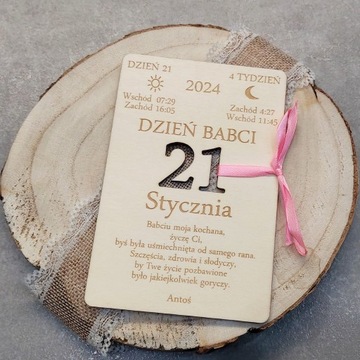 DZIEŃ 21
4 TYDZIEŃ
2024
Wschód 07:29
Zachód 16:05
Zachód 4:27
Wschód 11:45
DZIEŃ BABCI
21
Stycznia
Babciu moja kochana,
życzę Ci,
byś była uśmiechnięta od samego rana.
Szczęścia, zdrowia i słodyczy,
by Twe życie pozbawione
było jakiejkolwiek goryczy.
Antoś